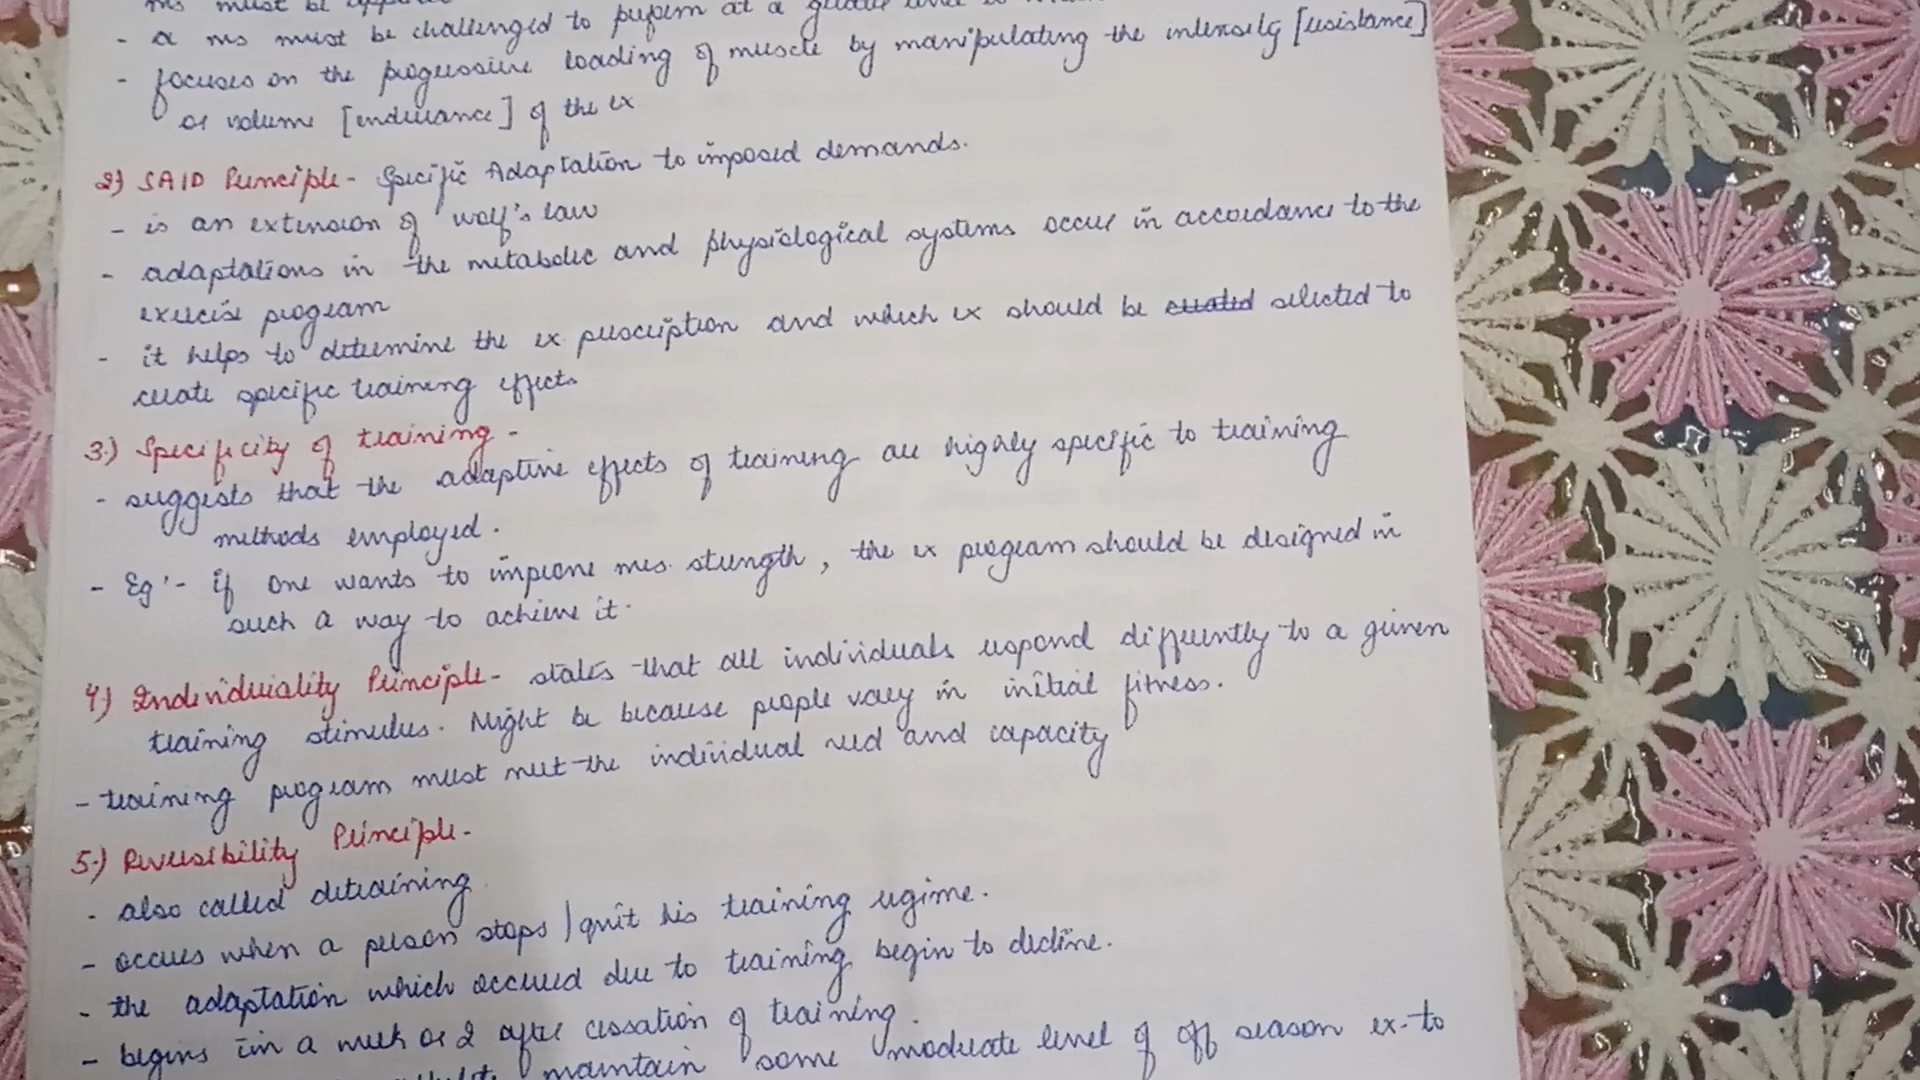 ms must be
- a ms must be challenged to perform at a greater level
- focuses on the progressive loading of muscle by manipulating the intensity [resistance]
or volume [endurance] of the ex
2) SAID Principle - Specific Adaptation to imposed demands.
- is an extension of wolf's law
- adaptations in the metabolic and physiological systems occur in accordance to the
exercise program
- it helps to determine the ex prescription and which ex should be created selected to
create specific training effects
3.) Specificity of training -
- suggests that the adaptive effects of training are highly specific to training
methods employed.
- Eg:- if one wants to improve mus. strength, the ex program should be designed in
such a way to achieve it.
4) Individuality Principle - states that all individuals respond differently to a given
training stimulus. Might be because people vary in initial fitness.
- training program must meet the individual need and capacity
5.) Reversibility Principle -
- also called detraining
- occurs when a person stops / quit his training regime.
- the adaptation which occured due to training begin to decline.
- begins in a week or 2 after cessation of training.
maintain some moderate level of off season ex. to